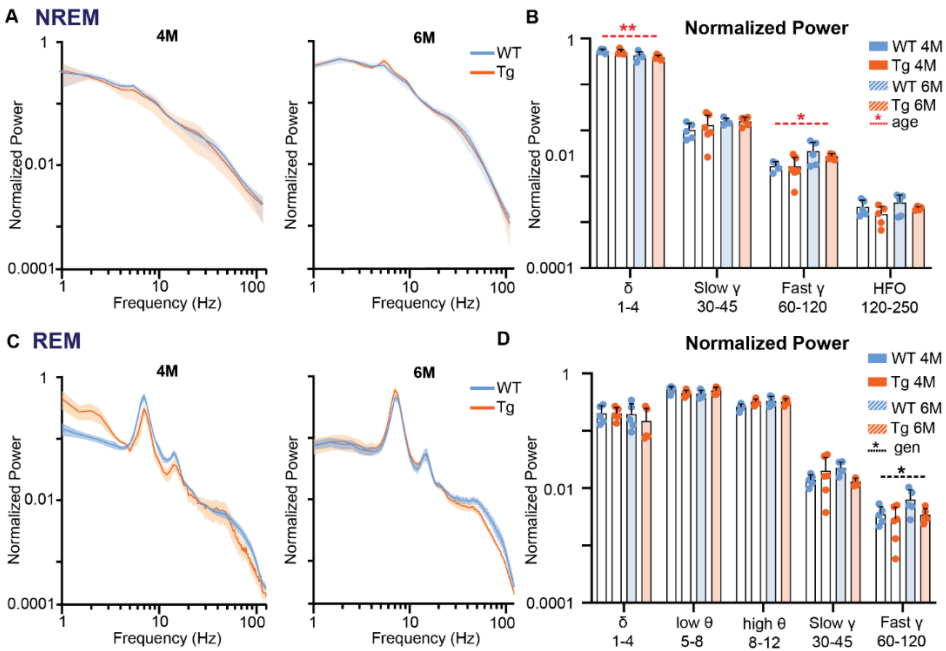 A NREM
4M
6M
WT
Tg
1
0.01
0.0001
Normalized Power
1 10 100
Frequency (Hz)
Normalized Power
1 10 100
Frequency (Hz)
B
Normalized Power
WT 4M
Tg 4M
WT 6M
Tg 6M
* age
**
*
1
0.01
0.0001
Normalized Power
δ Slow γ Fast γ HFO
1-4 30-45 60-120 120-250
C REM
4M
6M
WT
Tg
1
0.01
0.0001
Normalized Power
1 10 100
Frequency (Hz)
Normalized Power
1 10 100
Frequency (Hz)
D
Normalized Power
WT 4M
Tg 4M
WT 6M
Tg 6M
* gen
*
1
0.01
0.0001
Normalized Power
δ low θ high θ Slow γ Fast γ
1-4 5-8 8-12 30-45 60-120